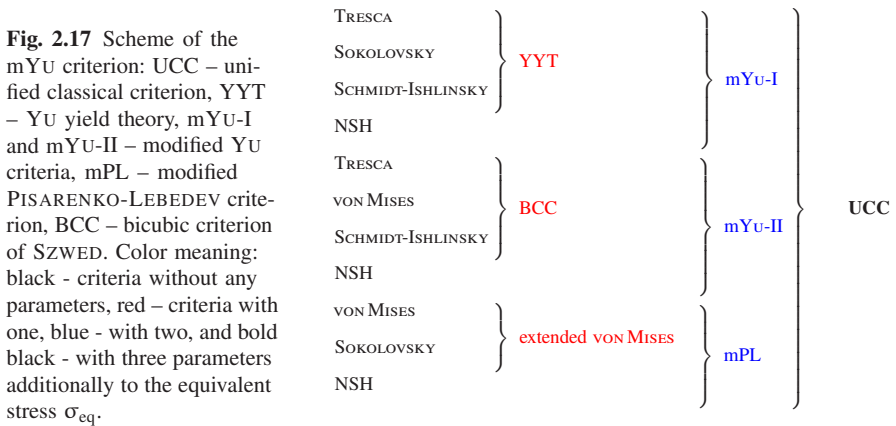 Fig. 2.17 Scheme of the
mYU criterion: UCC – uni-
fied classical criterion, YYT
– YU yield theory, mYU-I
and mYU-II – modified YU
criteria, mPL – modified
PISARENKO-LEBEDEV crite-
rion, BCC – bicubic criterion
of SZWED. Color meaning:
black - criteria without any
parameters, red – criteria with
one, blue - with two, and bold
black - with three parameters
additionally to the equivalent
stress σeq.
TRESCA
SOKOLOVSKY
SCHMIDT-ISHLINSKY
NSH
YYT
mYU-I
TRESCA
VON MISES
SCHMIDT-ISHLINSKY
NSH
BCC
mYU-II
VON MISES
SOKOLOVSKY
NSH
extended VON MISES
mPL
UCC